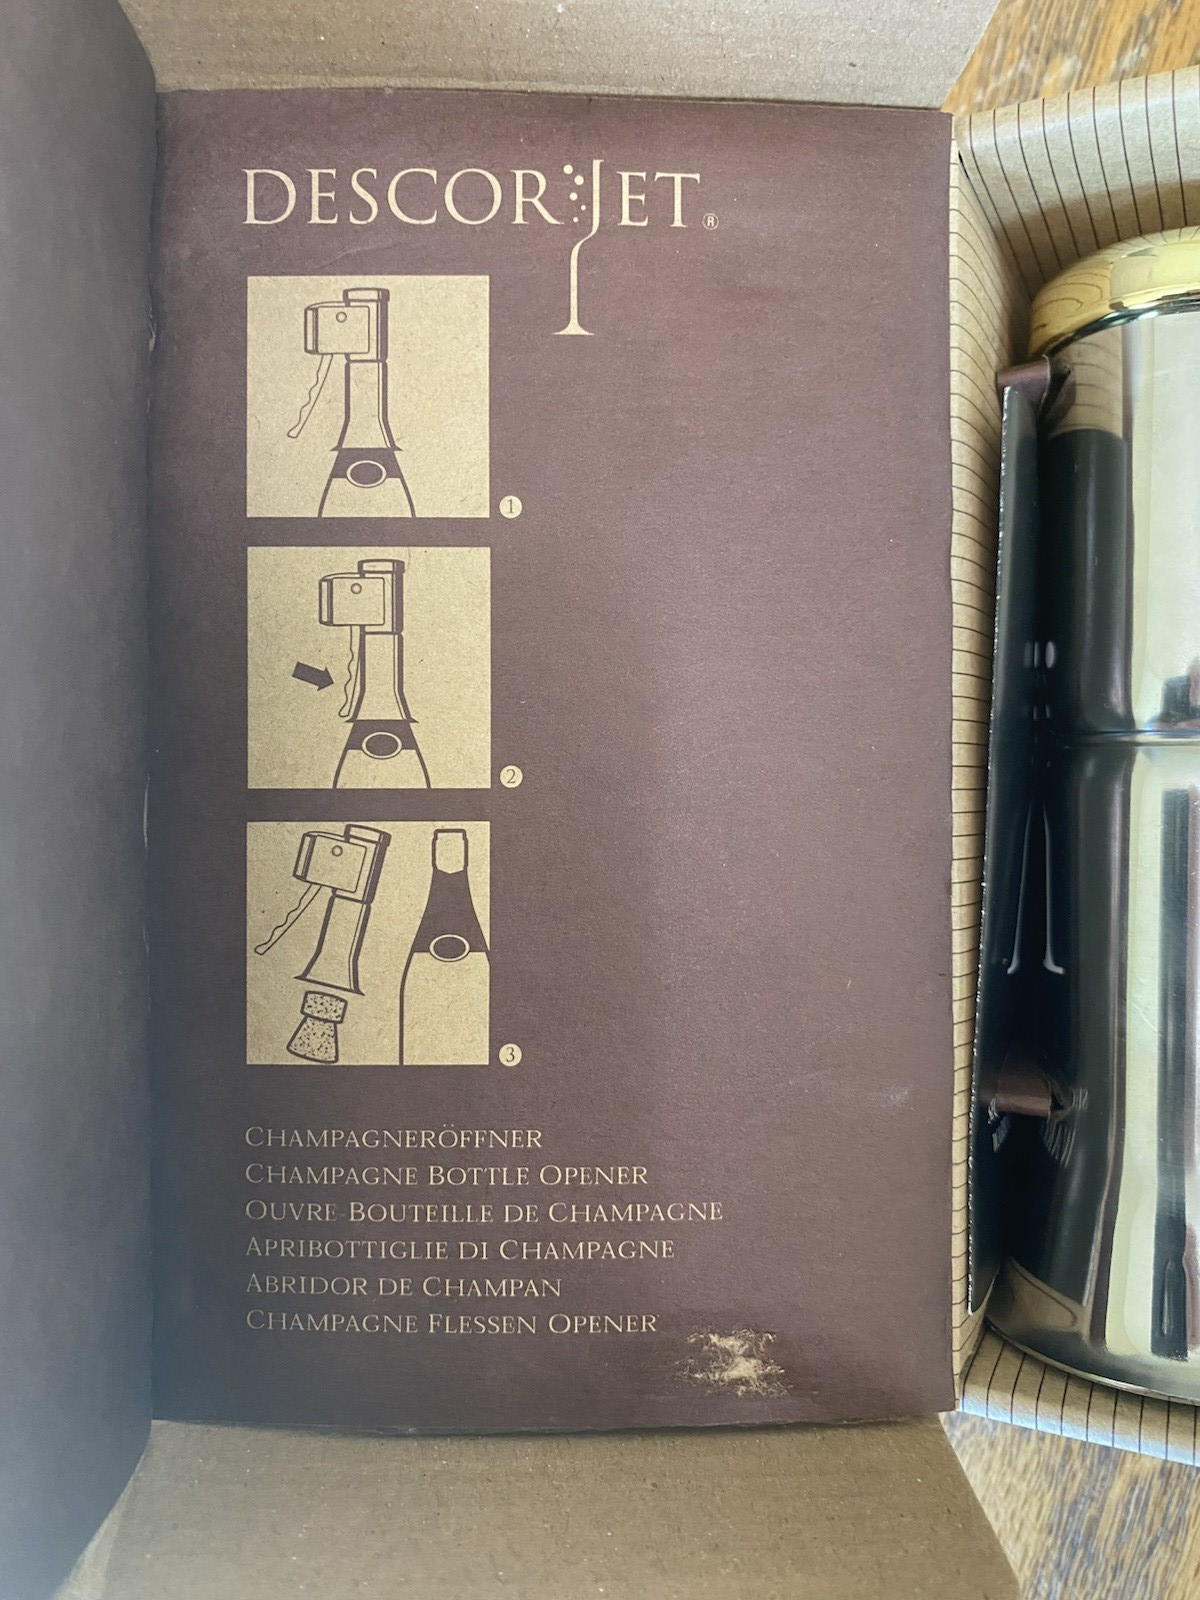 DESCORJET®
1
2
3
CHAMPAGNERÖFFNER
CHAMPAGNE BOTTLE OPENER
OUVRE-BOUTEILLE DE CHAMPAGNE
APRIBOTTIGLIE DI CHAMPAGNE
ABRIDOR DE CHAMPAN
CHAMPAGNE FLESSEN OPENER